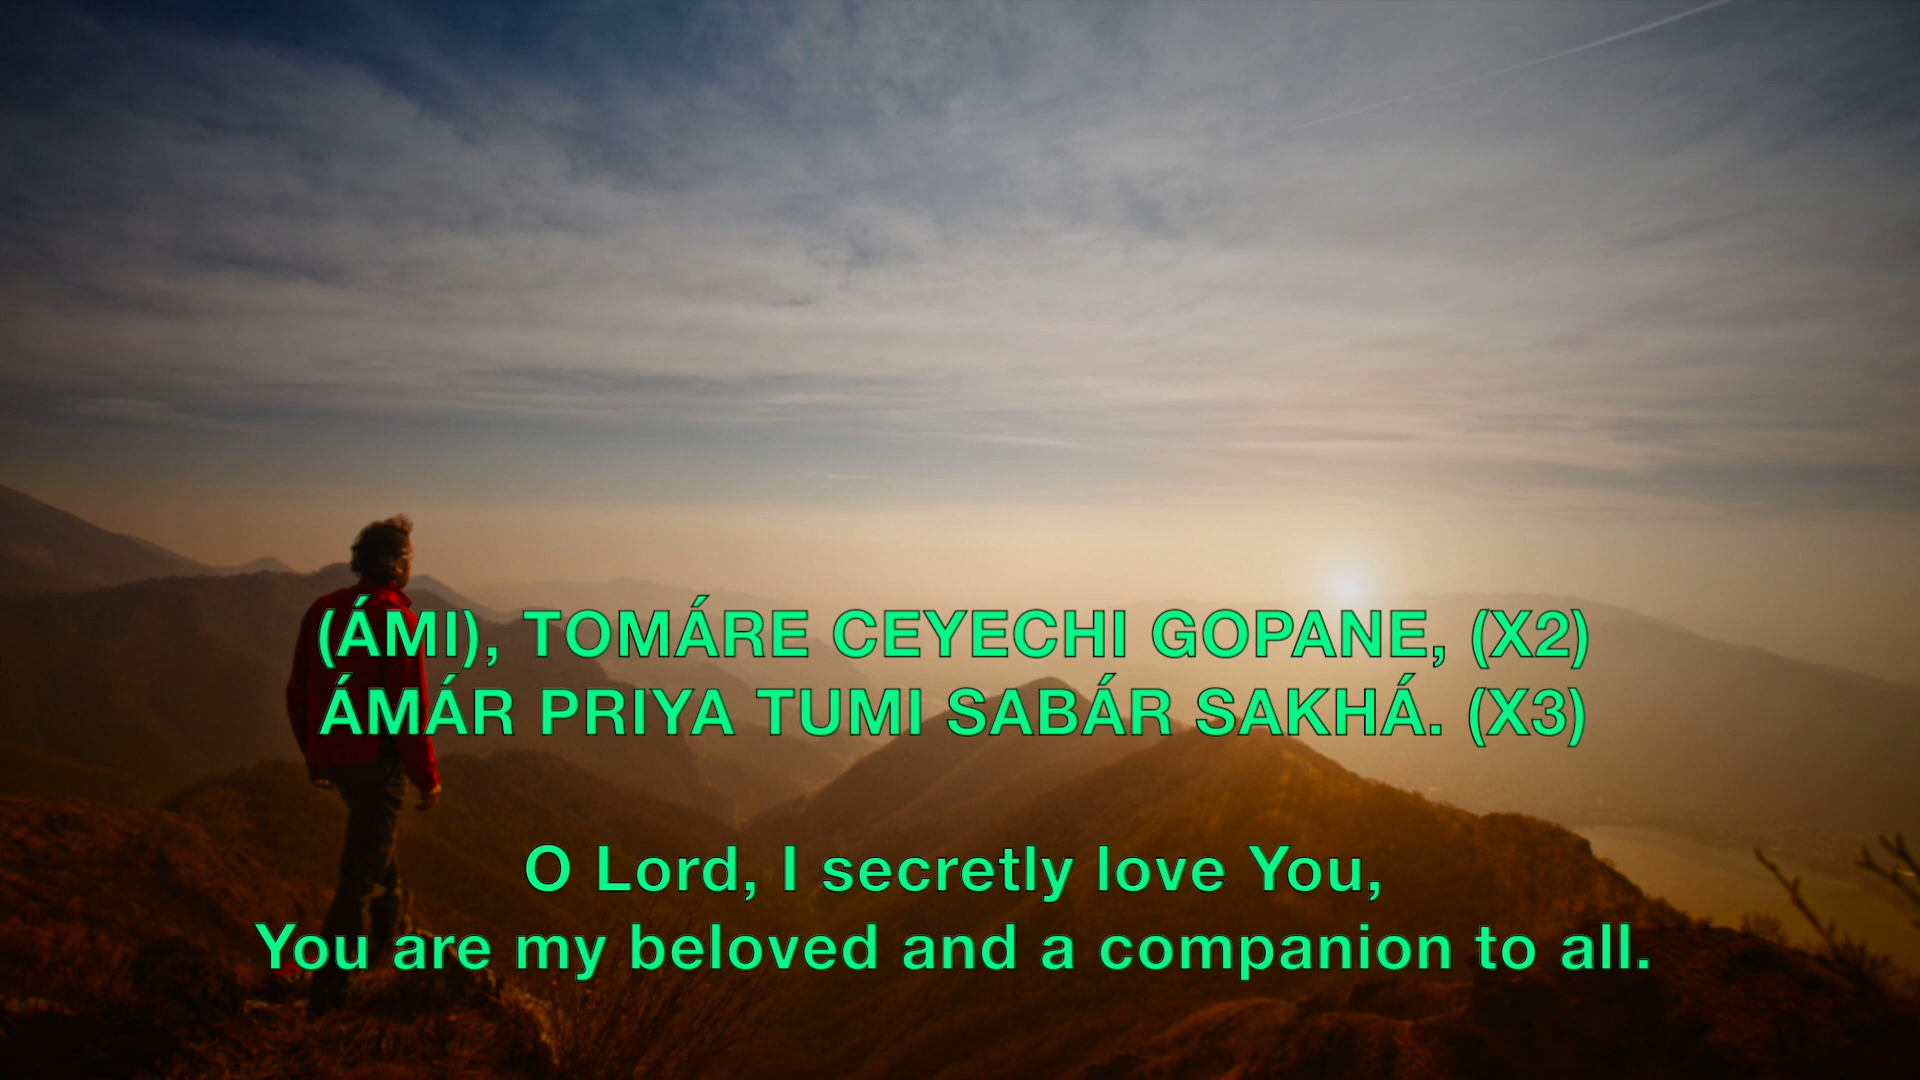 (ÁMI), TOMÁRE CEYECHI GOPANE, (X2)
ÁMÁR PRIYA TUMI SABÁR SAKHÁ. (X3)
O Lord, I secretly love You,
You are my beloved and a companion to all.